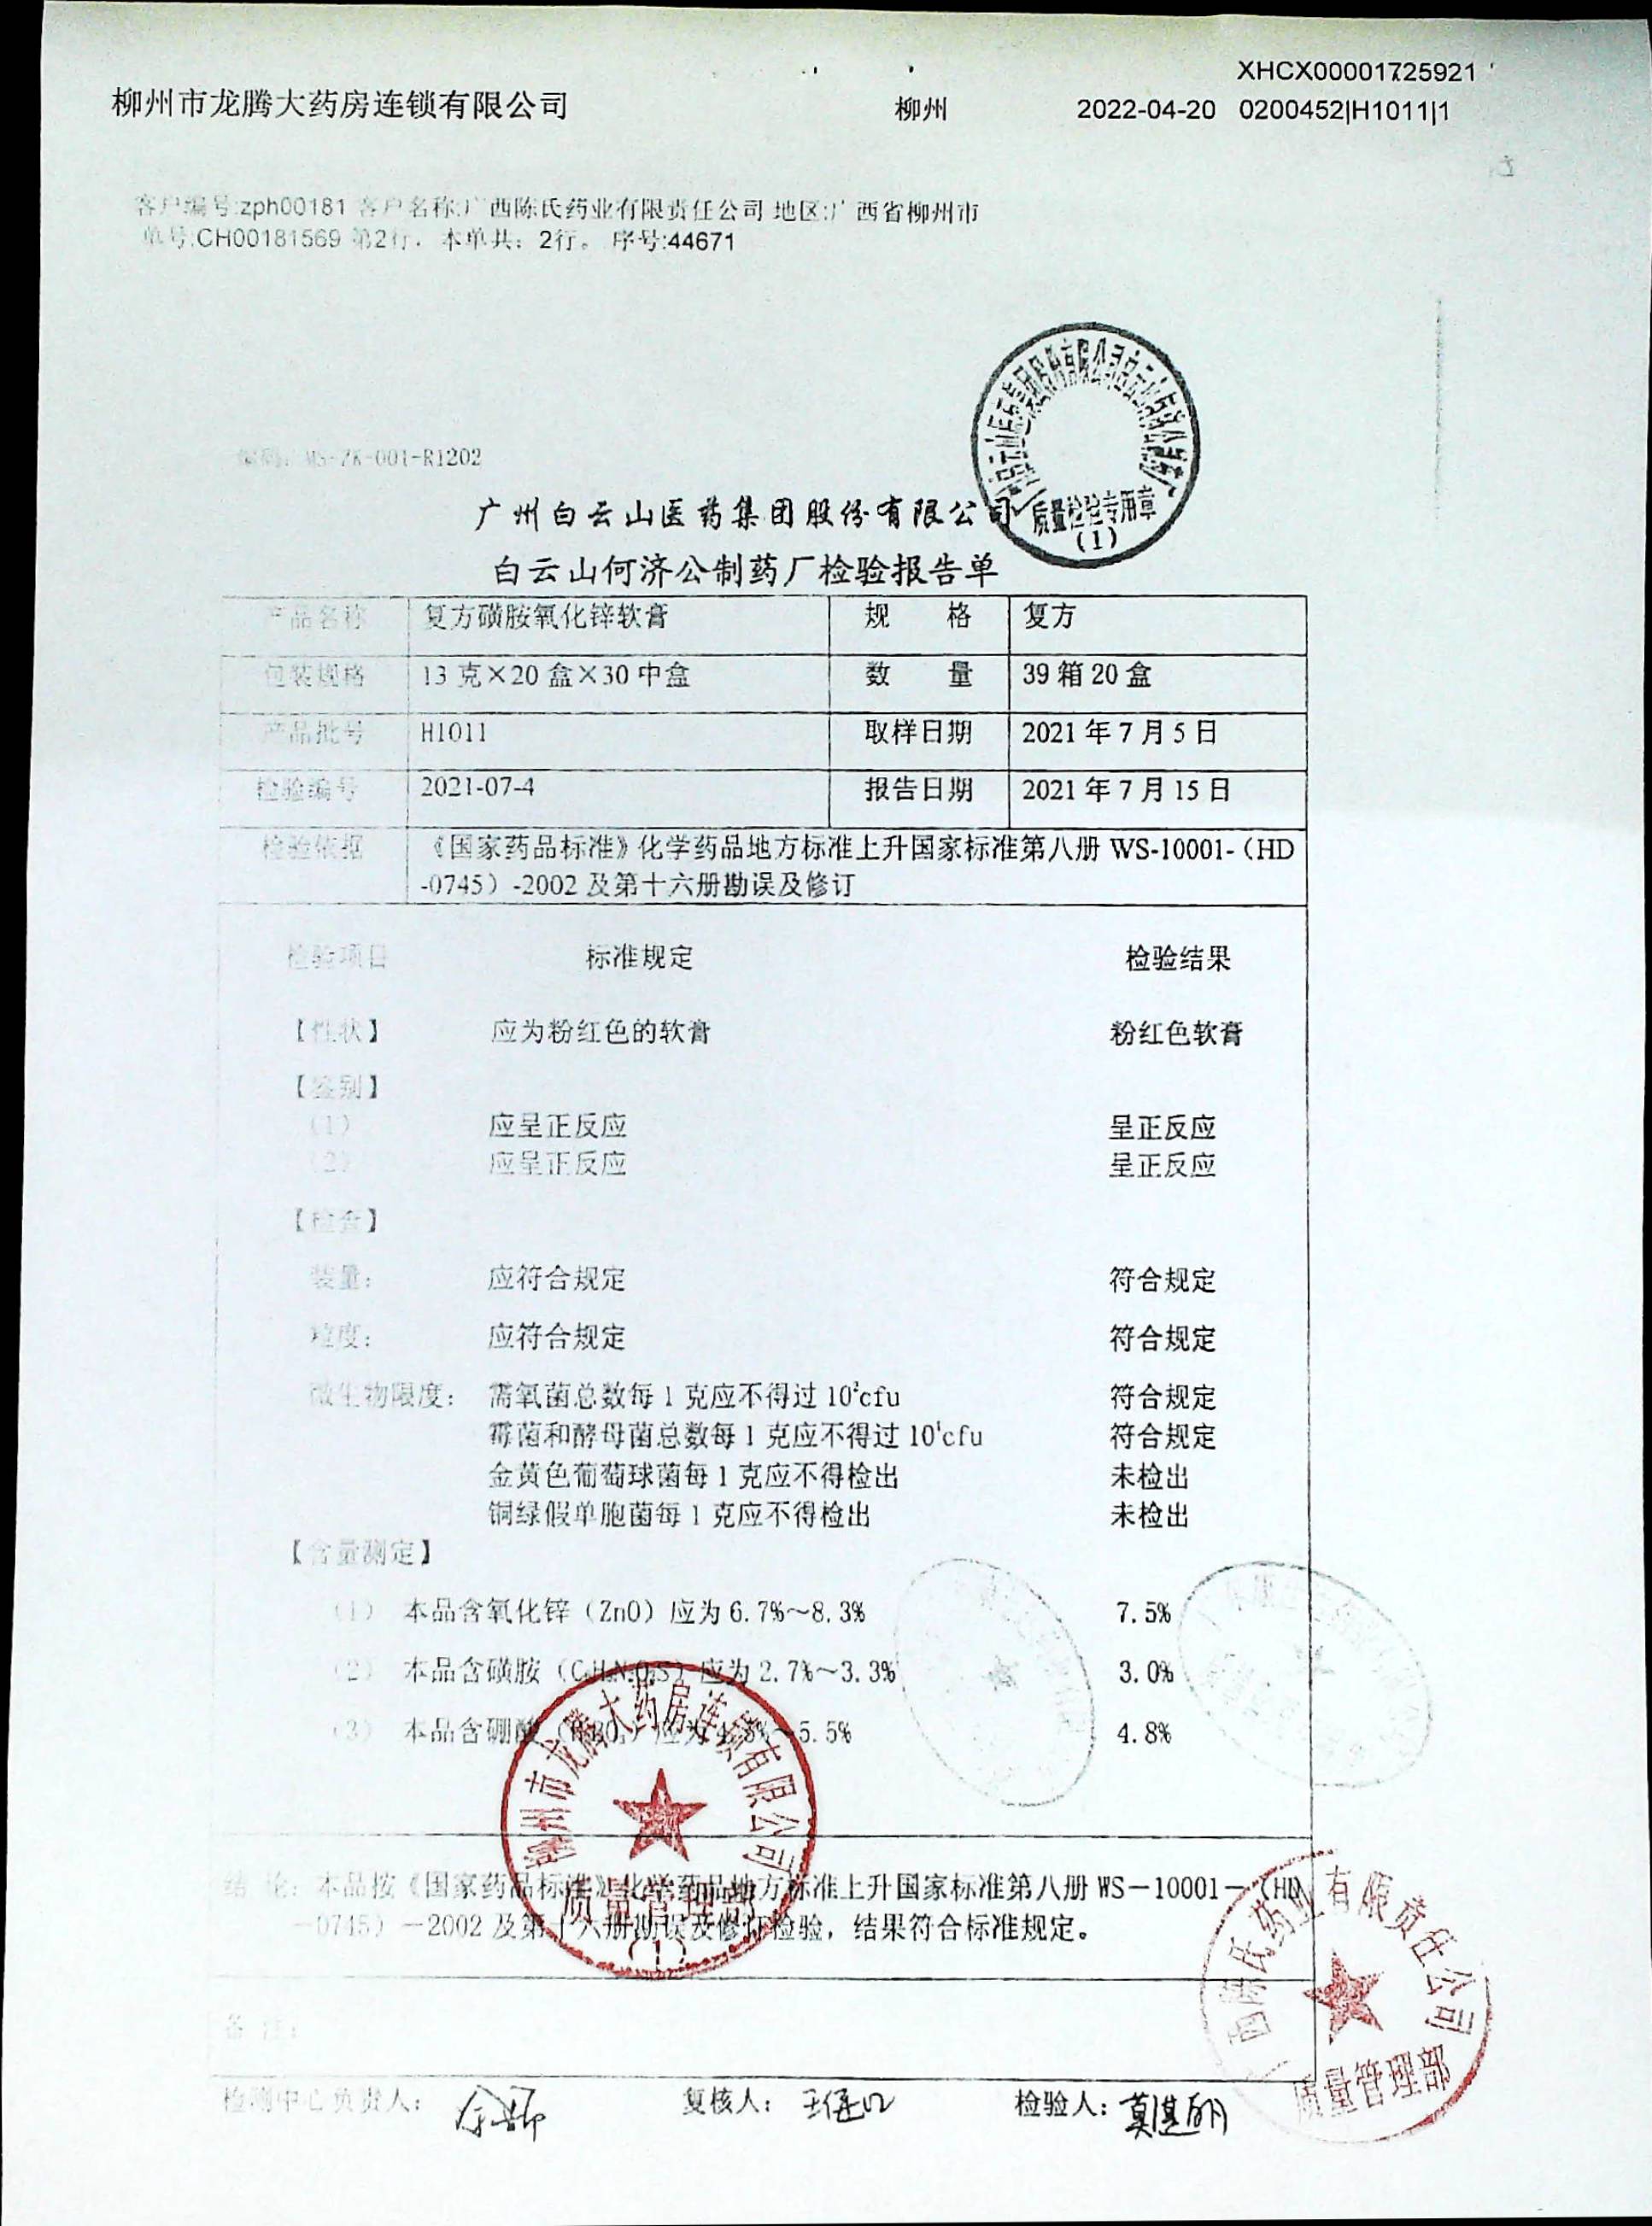 XHCX00001725921
柳州市龙腾大药房连锁有限公司 柳州 2022-04-20 0200452|H1011|1
客户编号:zph00181 客户名称:广西陈氏药业有限责任公司 地区:广西省柳州市
单号:CH00181569 第2行，本单共：2行。 序号:44671
编码：MS-ZK-001-R1202
广州白云山医药集团股份有限公司
质量检验专用章
(1)
白云山何济公制药厂检验报告单
产品名称 复方磺胺氧化锌软膏 规 格 复方
包装规格 13克×20盒×30中盒 数 量 39箱20盒
产品批号 H1011 取样日期 2021年7月5日
检验编号 2021-07-4 报告日期 2021年7月15日
检验依据 《国家药品标准》化学药品地方标准上升国家标准第八册 WS-10001-（HD
-0745）-2002及第十六册勘误及修订
检验项目 标准规定 检验结果
【性状】 应为粉红色的软膏 粉红色软膏
【鉴别】
（1） 应呈正反应 呈正反应
（2） 应呈正反应 呈正反应
【检查】
装量： 应符合规定 符合规定
粒度： 应符合规定 符合规定
微生物限度： 需氧菌总数每1克应不得过10²cfu 符合规定
霉菌和酵母菌总数每1克应不得过10¹cfu 符合规定
金黄色葡萄球菌每1克应不得检出 未检出
铜绿假单胞菌每1克应不得检出 未检出
【含量测定】
（1） 本品含氧化锌（ZnO）应为6.7%～8.3% 7.5%
（2） 本品含磺胺（C₆H₈N₂O₂S）应为2.7%～3.3% 3.0%
（3） 本品含硼酸（H₃BO₃）应为4.5%～5.5% 4.8%
柳州市龙腾大药房连锁有限公司
质量管理部
(1)
结 论：本品按《国家药品标准》化学药品地方标准上升国家标准第八册 WS－10001－（HD
－0745）－2002及第十六册勘误及修订检验，结果符合标准规定。
广西陈氏药业有限责任公司
质量管理部
备 注：
检测中心负责人： 复核人： 检验人：